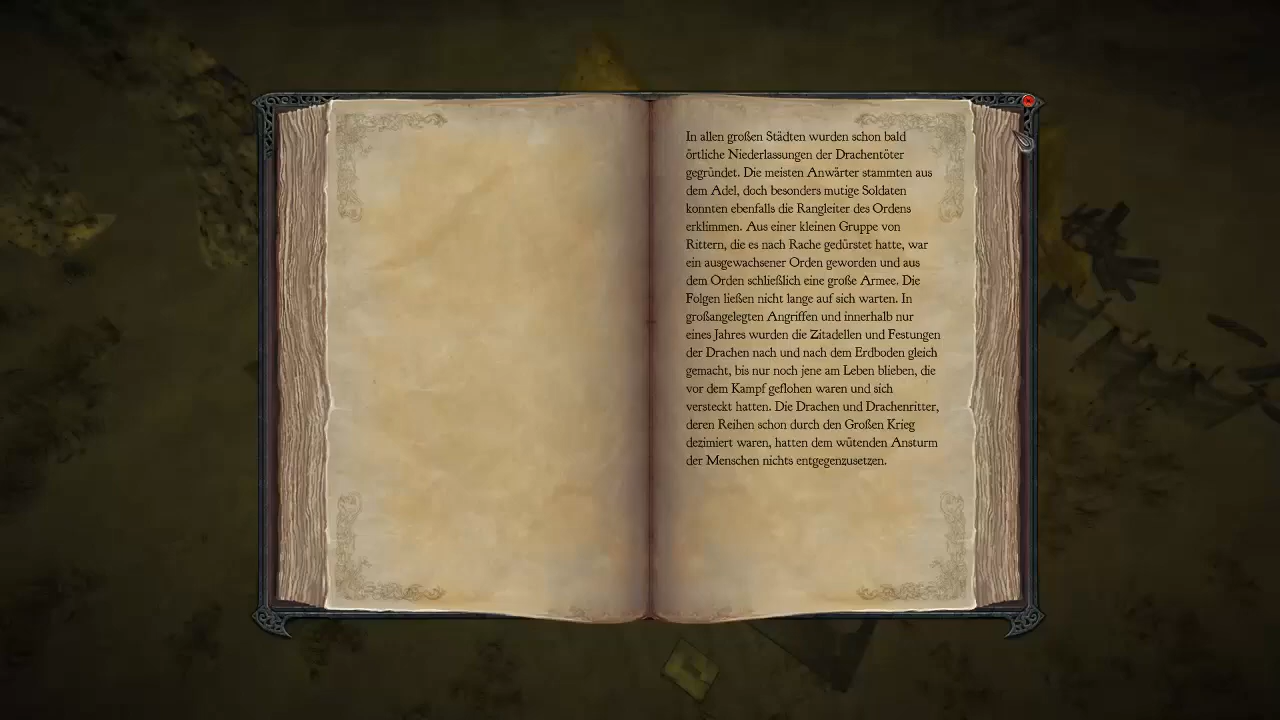 In allen großen Städten wurden schon bald
örtliche Niederlassungen der Drachentöter
gegründet. Die meisten Anwärter stammten aus
dem Adel, doch besonders mutige Soldaten
konnten ebenfalls die Rangleiter des Ordens
erklimmen. Aus einer kleinen Gruppe von
Rittern, die es nach Rache gedürstet hatte, war
ein ausgewachsener Orden geworden und aus
dem Orden schließlich eine große Armee. Die
Folgen ließen nicht lange auf sich warten. In
großangelegten Angriffen und innerhalb nur
eines Jahres wurden die Zitadellen und Festungen
der Drachen nach und nach dem Erdboden gleich
gemacht, bis nur noch jene am Leben blieben, die
vor dem Kampf geflohen waren und sich
versteckt hatten. Die Drachen und Drachenritter,
deren Reihen schon durch den Großen Krieg
dezimiert waren, hatten dem wütenden Ansturm
der Menschen nichts entgegenzusetzen.